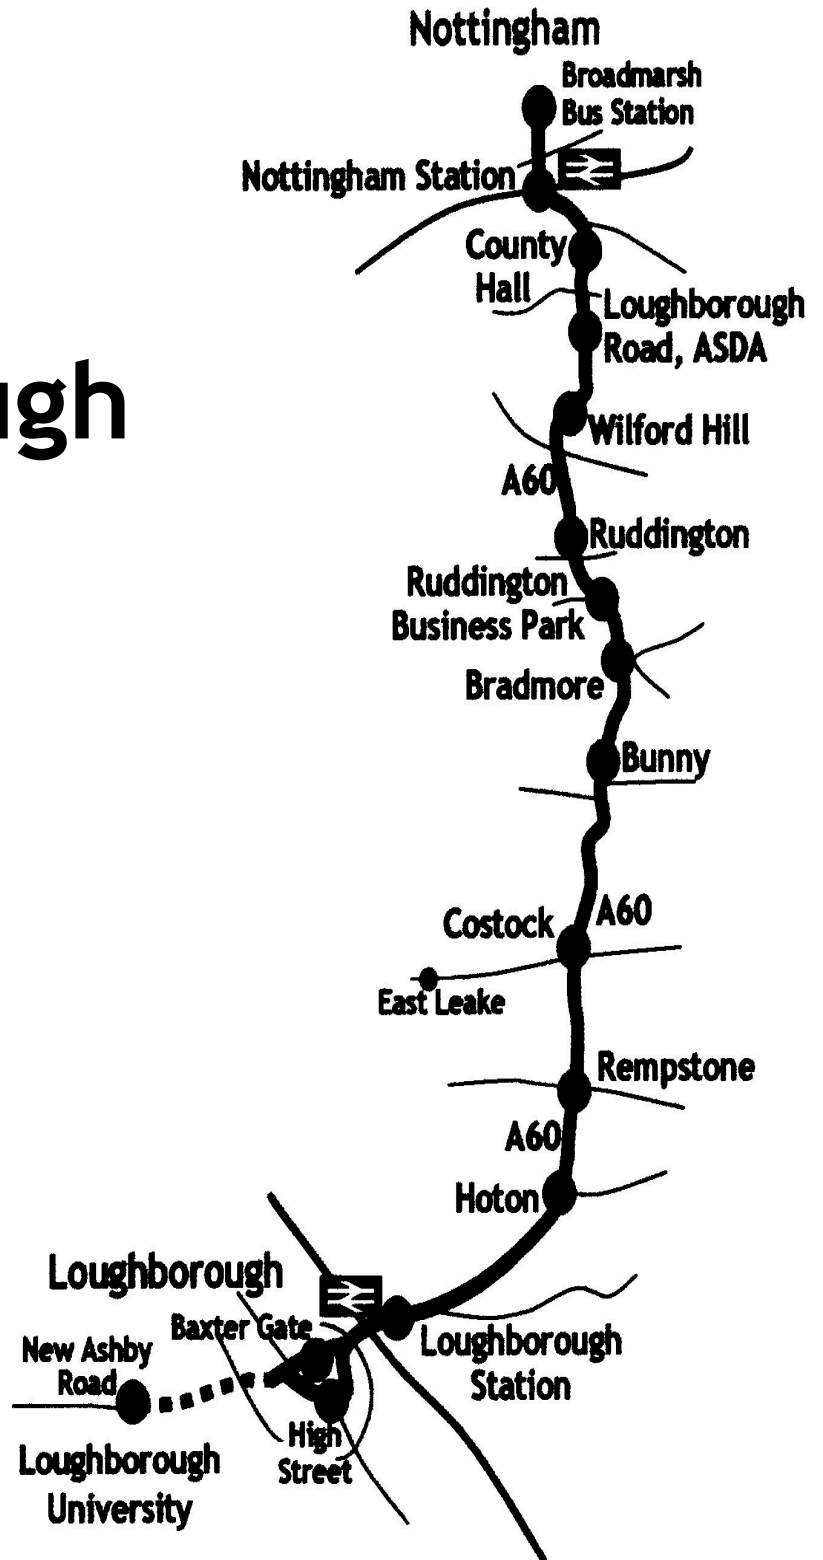 Nottingham
Broadmarsh
Bus Station
Nottingham Station
County
Hall
Loughborough
Road, ASDA
ugh
Wilford Hill
A60
Ruddington
Ruddington
Business Park
Bradmore
Bunny
A60
Costock
East Leake
Rempstone
A60
Hoton
Loughborough
Baxter Gate
New Ashby
Road
Loughborough
Station
High
Street
Loughborough
University